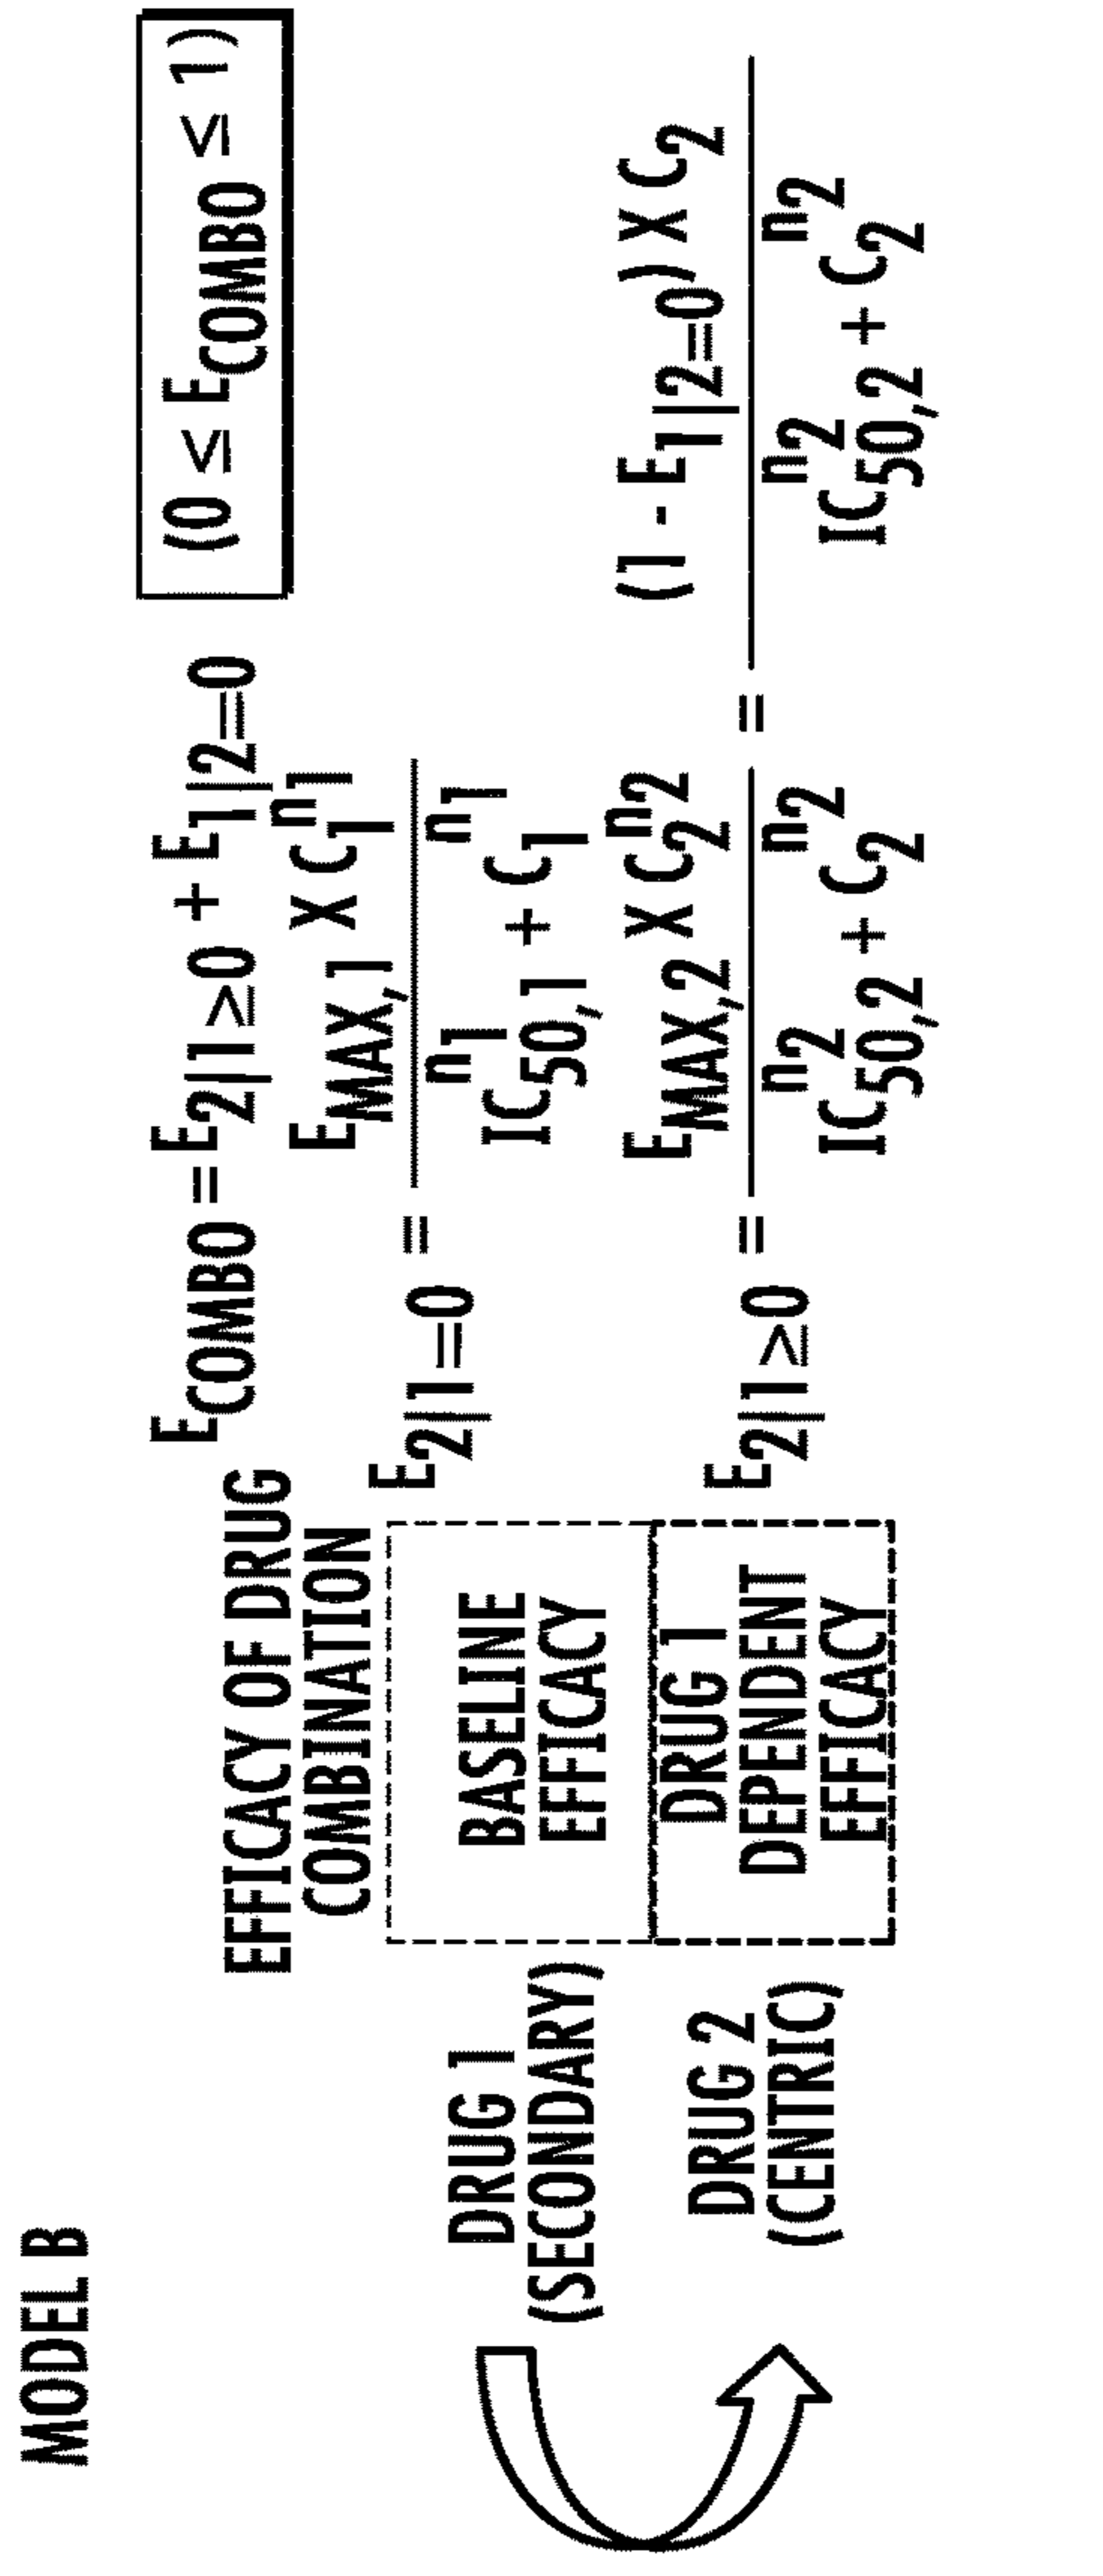 MODEL B
EFFICACY OF DRUG
COMBINATION
E_COMBO = E_2|1≥0 + E_1|2=0
(0 ≤ E_COMBO ≤ 1)
DRUG 1
(SECONDARY)
BASELINE
EFFICACY
E_2|1=0 =
E_MAX,1 X C_1^n1
IC_50,1^n1 + C_1^n1
DRUG 2
(CENTRIC)
DRUG 1
DEPENDENT
EFFICACY
E_2|1≥0 =
E_MAX,2 X C_2^n2
IC_50,2^n2 + C_2^n2
=
(1 - E_1|2=0) X C_2
IC_50,2^n2 + C_2^n2